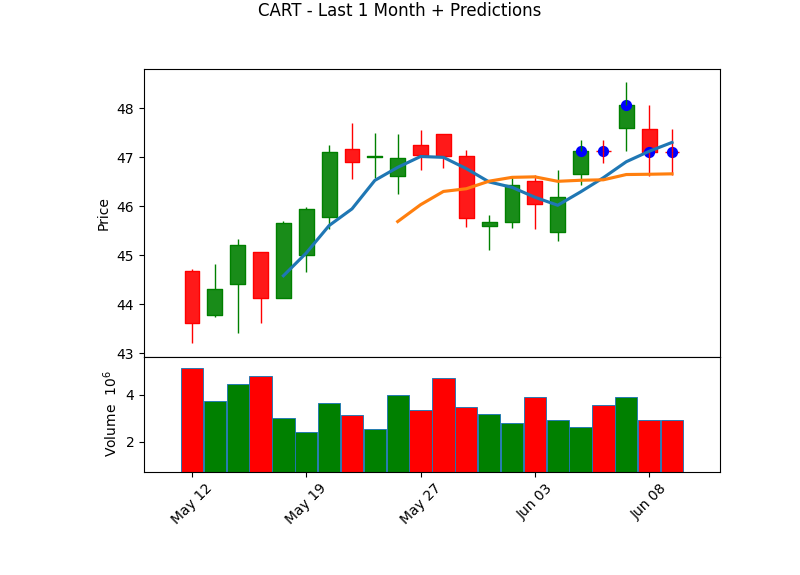 CART - Last 1 Month + Predictions
48
47
46
45
44
43
Price
4
2
Volume 10^6
May 12
May 19
May 27
Jun 03
Jun 08